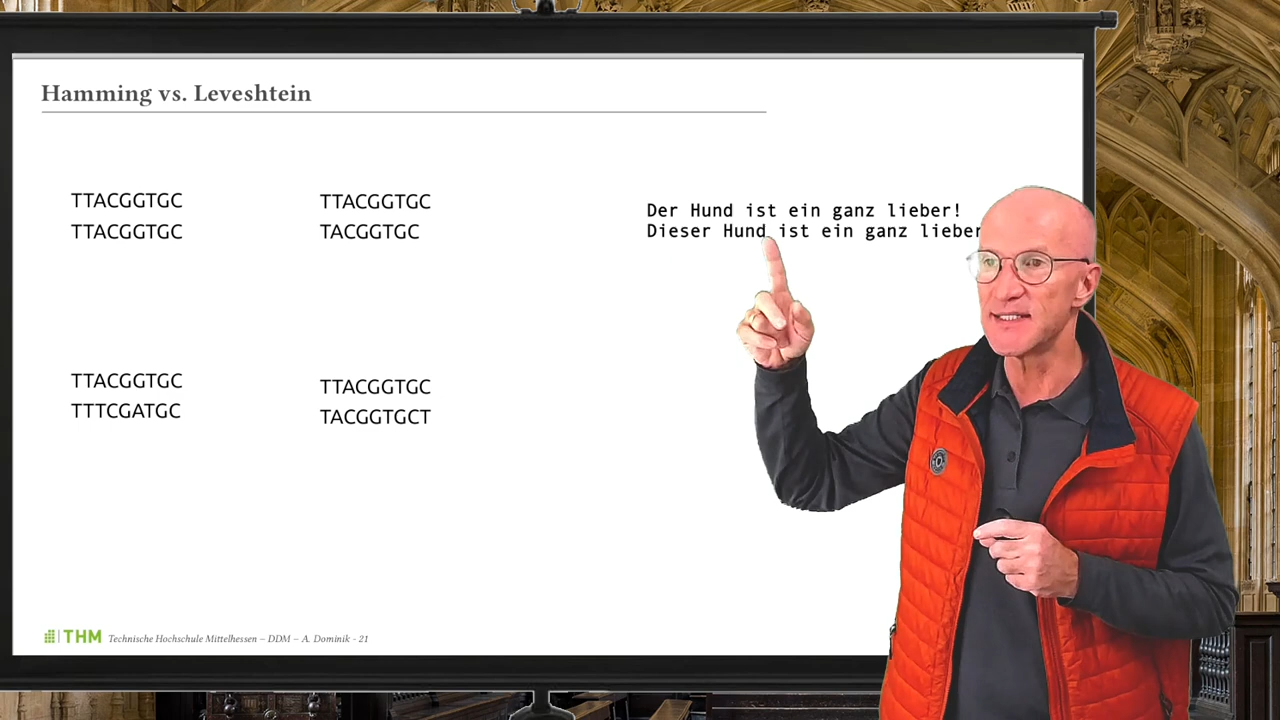 Hamming vs. Leveshtein
TTACGGTGC
TTACGGTGC
TTACGGTGC
TACGGTGC
Der Hund ist ein ganz lieber!
Dieser Hund ist ein ganz lieber
TTACGGTGC
TTTCGATGC
TTACGGTGC
TACGGTGCT
THM Technische Hochschule Mittelhessen – DDM – A. Dominik - 21